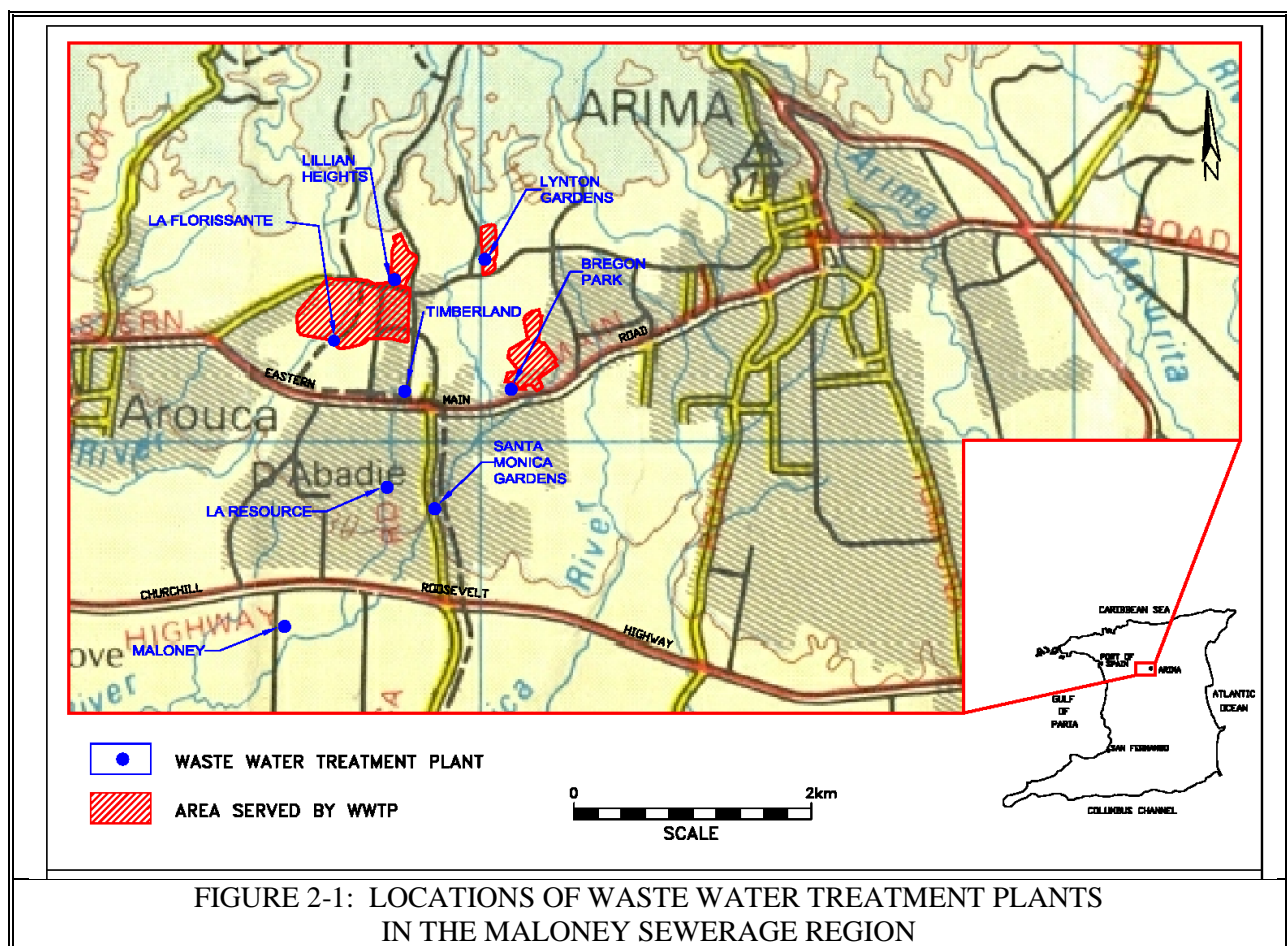 ARIMA
LILLIAN
HEIGHTS
LYNTON
GARDENS
LA FLORISSANTE
BREGON
PARK
TIMBERLAND
Arima
ROAD
EASTERN
MAIN
ROAD
MAIN
Arouca
River
D'Abadie
SANTA
MONICA
GARDENS
LA RESOURCE
RD
River
CHURCHILL
ROOSEVELT
HIGHWAY
HIGHWAY
MALONEY
ove
River
CARIBBEAN SEA
PORT OF
SPAIN
ARIMA
GULF
OF
PARIA
ATLANTIC
OCEAN
SAN FERNANDO
COLUMBUS CHANNEL
N
WASTE WATER TREATMENT PLANT
AREA SERVED BY WWTP
0 2km
SCALE
FIGURE 2-1: LOCATIONS OF WASTE WATER TREATMENT PLANTS
IN THE MALONEY SEWERAGE REGION